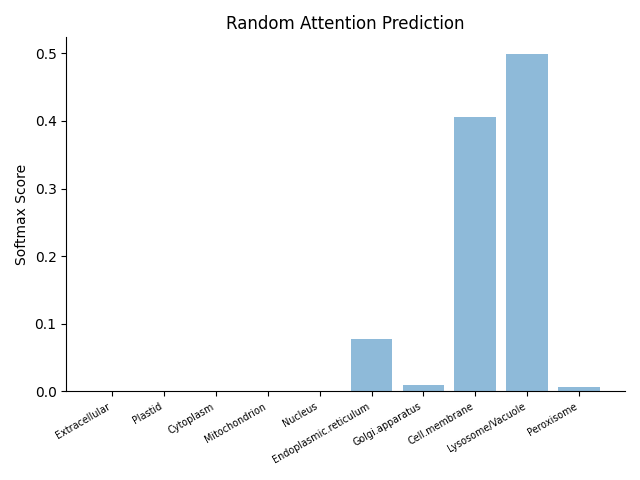 Random Attention Prediction
Softmax Score
0.5
0.4
0.3
0.2
0.1
0.0
Extracellular
Plastid
Cytoplasm
Mitochondrion
Nucleus
Endoplasmic.reticulum
Golgi.apparatus
Cell.membrane
Lysosome/Vacuole
Peroxisome